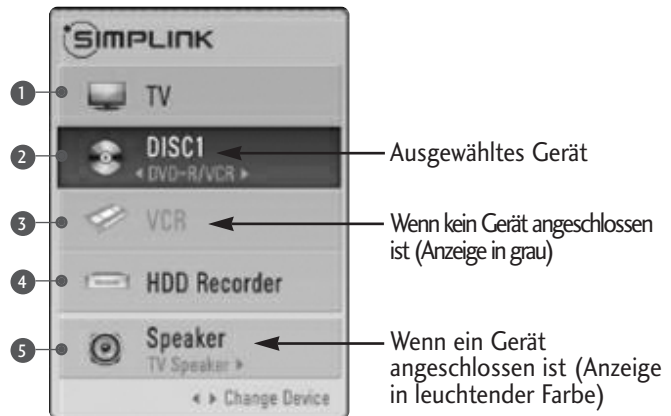 SIMPLINK
1 TV
2 DISC1
◂ DVD-R/VCR ▸
Ausgewähltes Gerät
3 VCR
Wenn kein Gerät angeschlossen
ist (Anzeige in grau)
4 HDD Recorder
5 Speaker
TV Speaker ▸
Wenn ein Gerät
angeschlossen ist (Anzeige
in leuchtender Farbe)
◂ ▸ Change Device